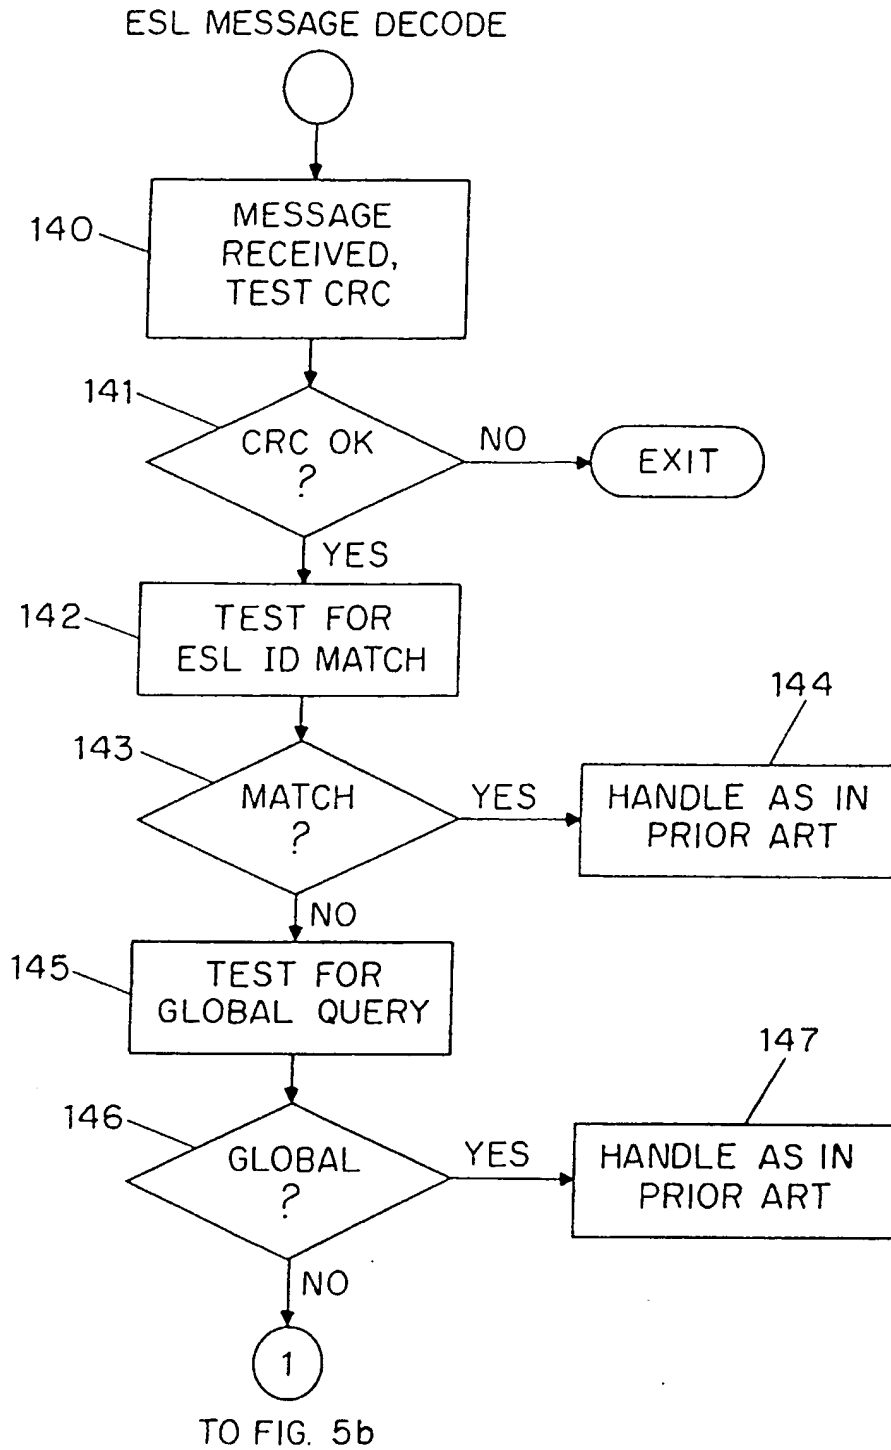 ESL MESSAGE DECODE
140
MESSAGE
RECEIVED,
TEST CRC
141
CRC OK
?
NO
EXIT
YES
142
TEST FOR
ESL ID MATCH
143
MATCH
?
YES
144
HANDLE AS IN
PRIOR ART
NO
145
TEST FOR
GLOBAL QUERY
146
GLOBAL
?
YES
147
HANDLE AS IN
PRIOR ART
NO
1
TO FIG. 5b